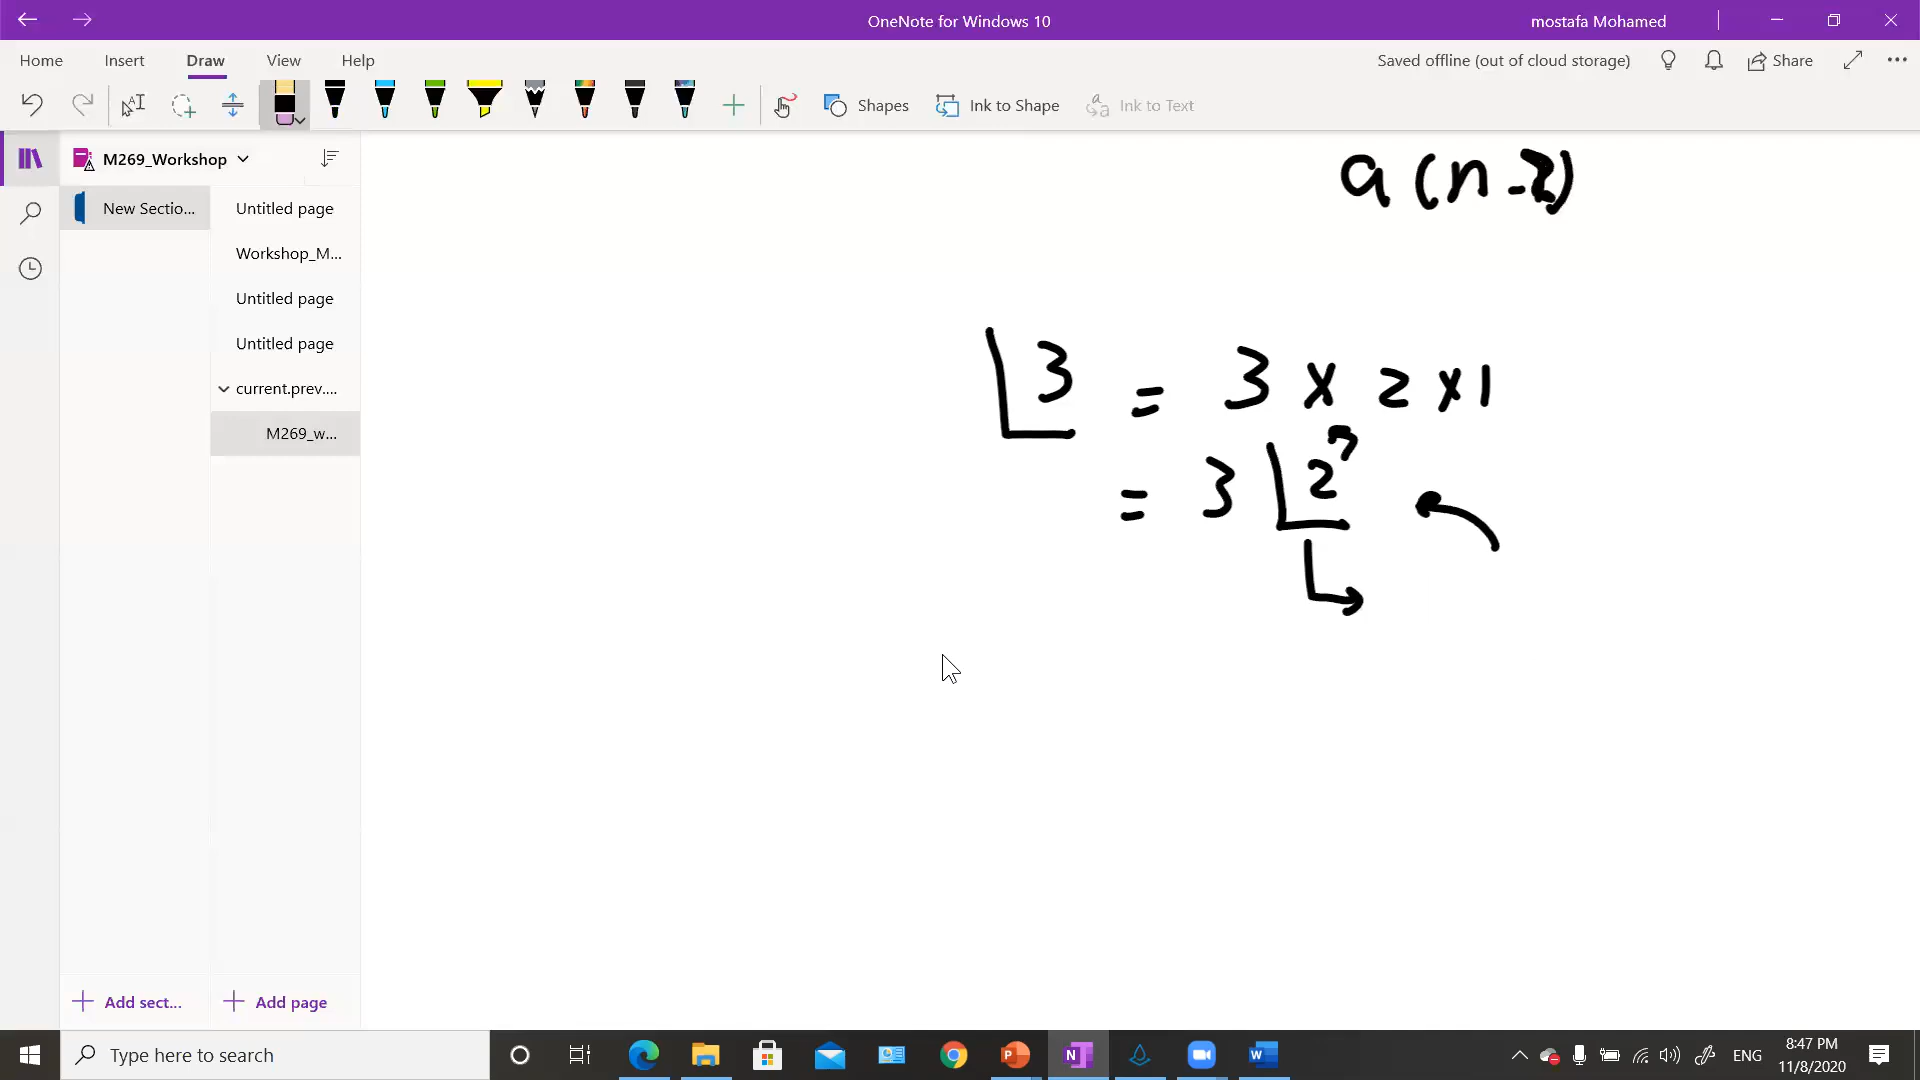 OneNote for Windows 10
mostafa Mohamed
Home Insert Draw View Help
Saved offline (out of cloud storage)
Share
Shapes
Ink to Shape
Ink to Text
M269_Workshop
New Sectio...
Untitled page
Workshop_M...
Untitled page
Untitled page
current.prev....
M269_w...
a (n-2)
3 = 3 x 2 x 1
= 3 2
Add sect...
Add page
Type here to search
ENG
8:47 PM
11/8/2020